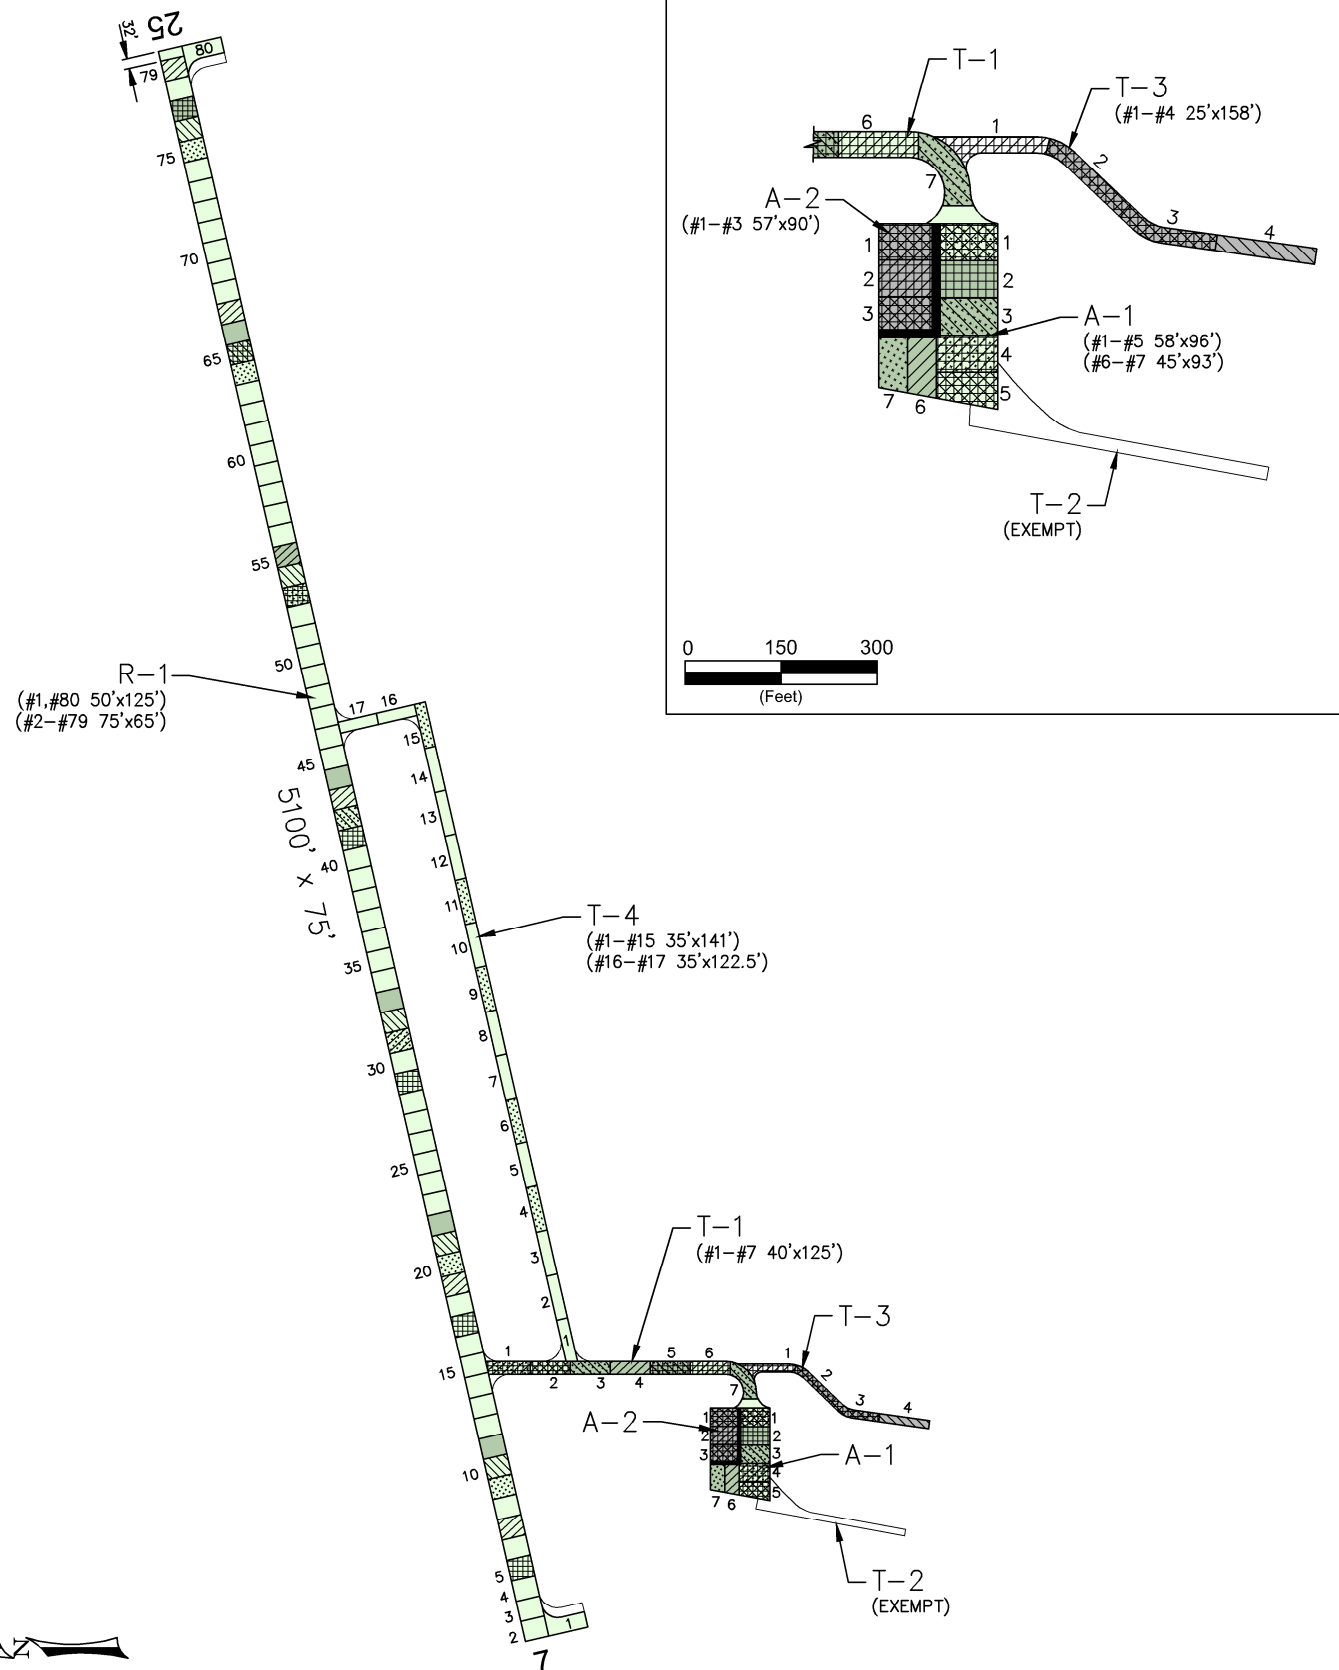 32'
25
80
79
75
70
65
60
55
50
R-1
(#1,#80 50'x125')
(#2-#79 75'x65')
45
5100' x 75'
40
35
30
25
20
15
10
5
4
3
2
1
7
17
16
15
14
13
12
11
10
9
8
7
6
5
4
3
2
1
T-4
(#1-#15 35'x141')
(#16-#17 35'x122.5')
T-1
(#1-#7 40'x125')
1
2
3
4
5
6
7
T-3
1
2
3
4
A-2
1
2
3
A-1
1
2
3
4
5
7
6
T-2
(EXEMPT)
N
T-1
6
7
T-3
(#1-#4 25'x158')
1
2
3
4
A-2
(#1-#3 57'x90')
1
2
3
1
2
3
4
5
7
6
A-1
(#1-#5 58'x96')
(#6-#7 45'x93')
T-2
(EXEMPT)
0 150 300
(Feet)